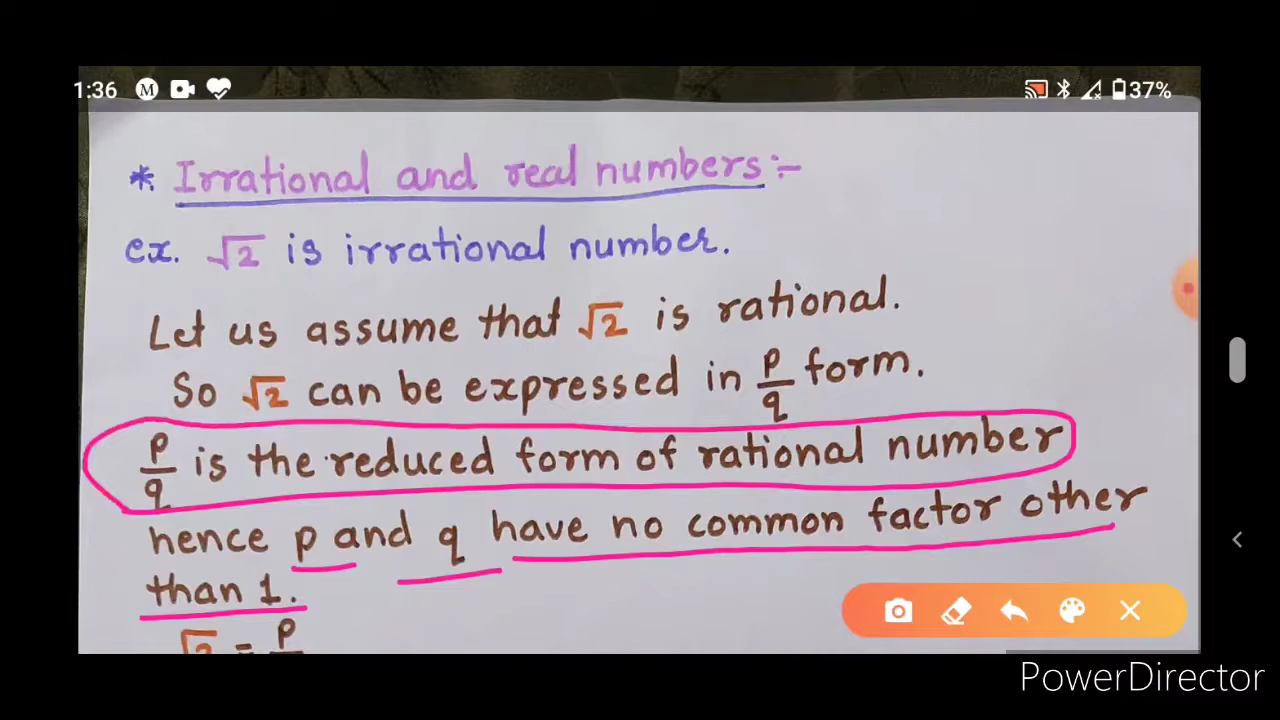 1:36 M 37%
* Irrational and real numbers :-
ex. √2 is irrational number.
Let us assume that √2 is rational.
So √2 can be expressed in p/q form.
p/q is the reduced form of rational number
hence p and q have no common factor other
than 1.
√2 = p
PowerDirector